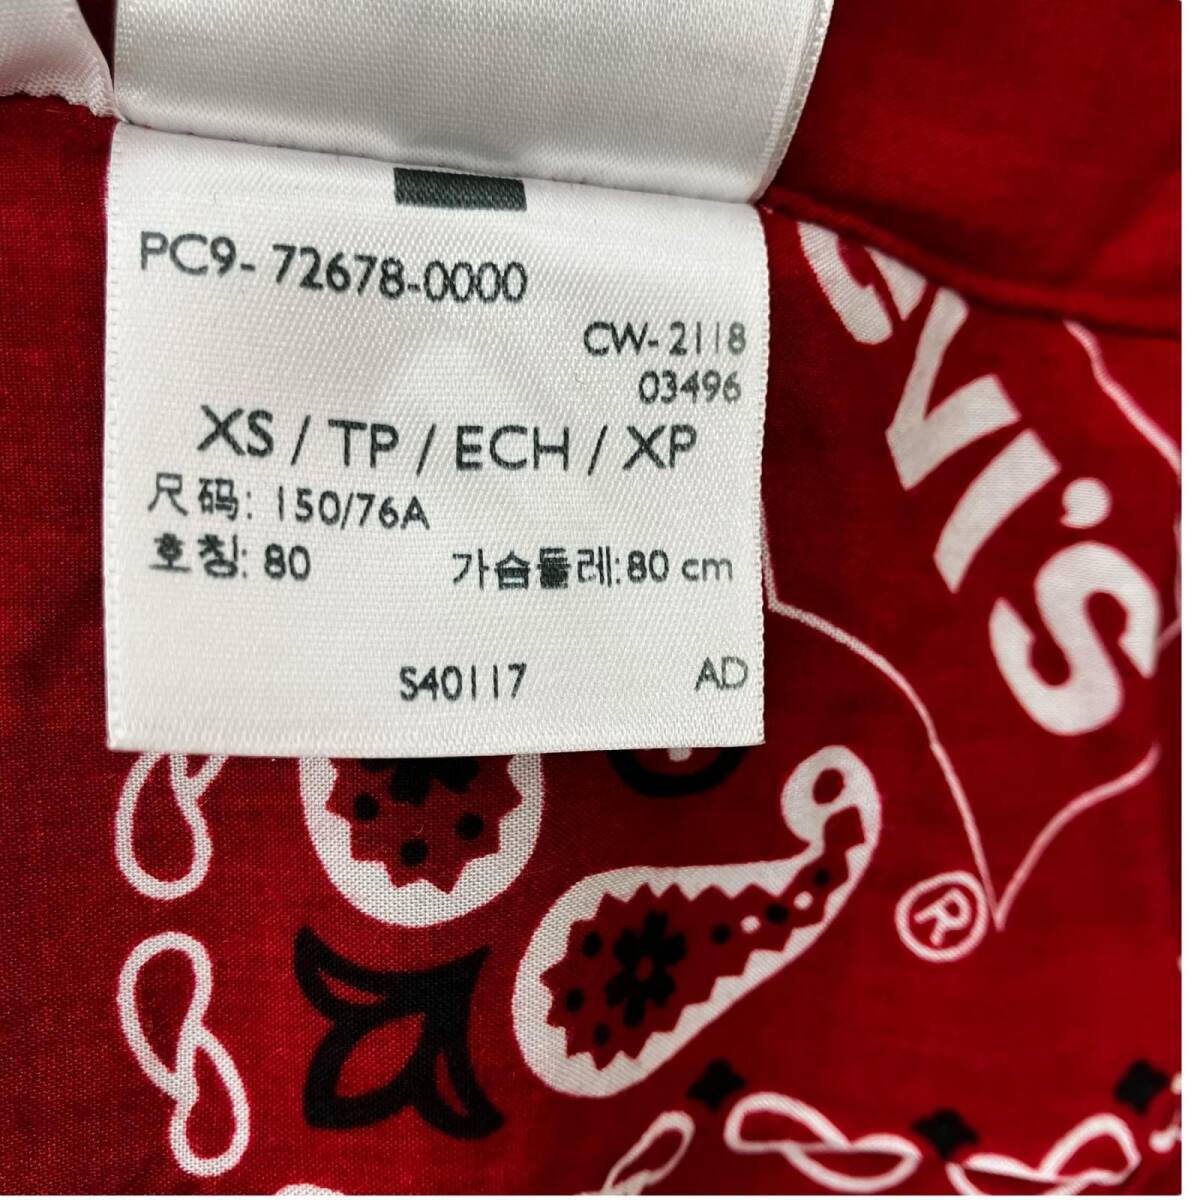 PC9-72678-0000
CW-2118
03496
XS / TP / ECH / XP
尺码: 150/76A
호칭: 80 가슴둘레: 80 cm
S40117 AD
EVI'S
®